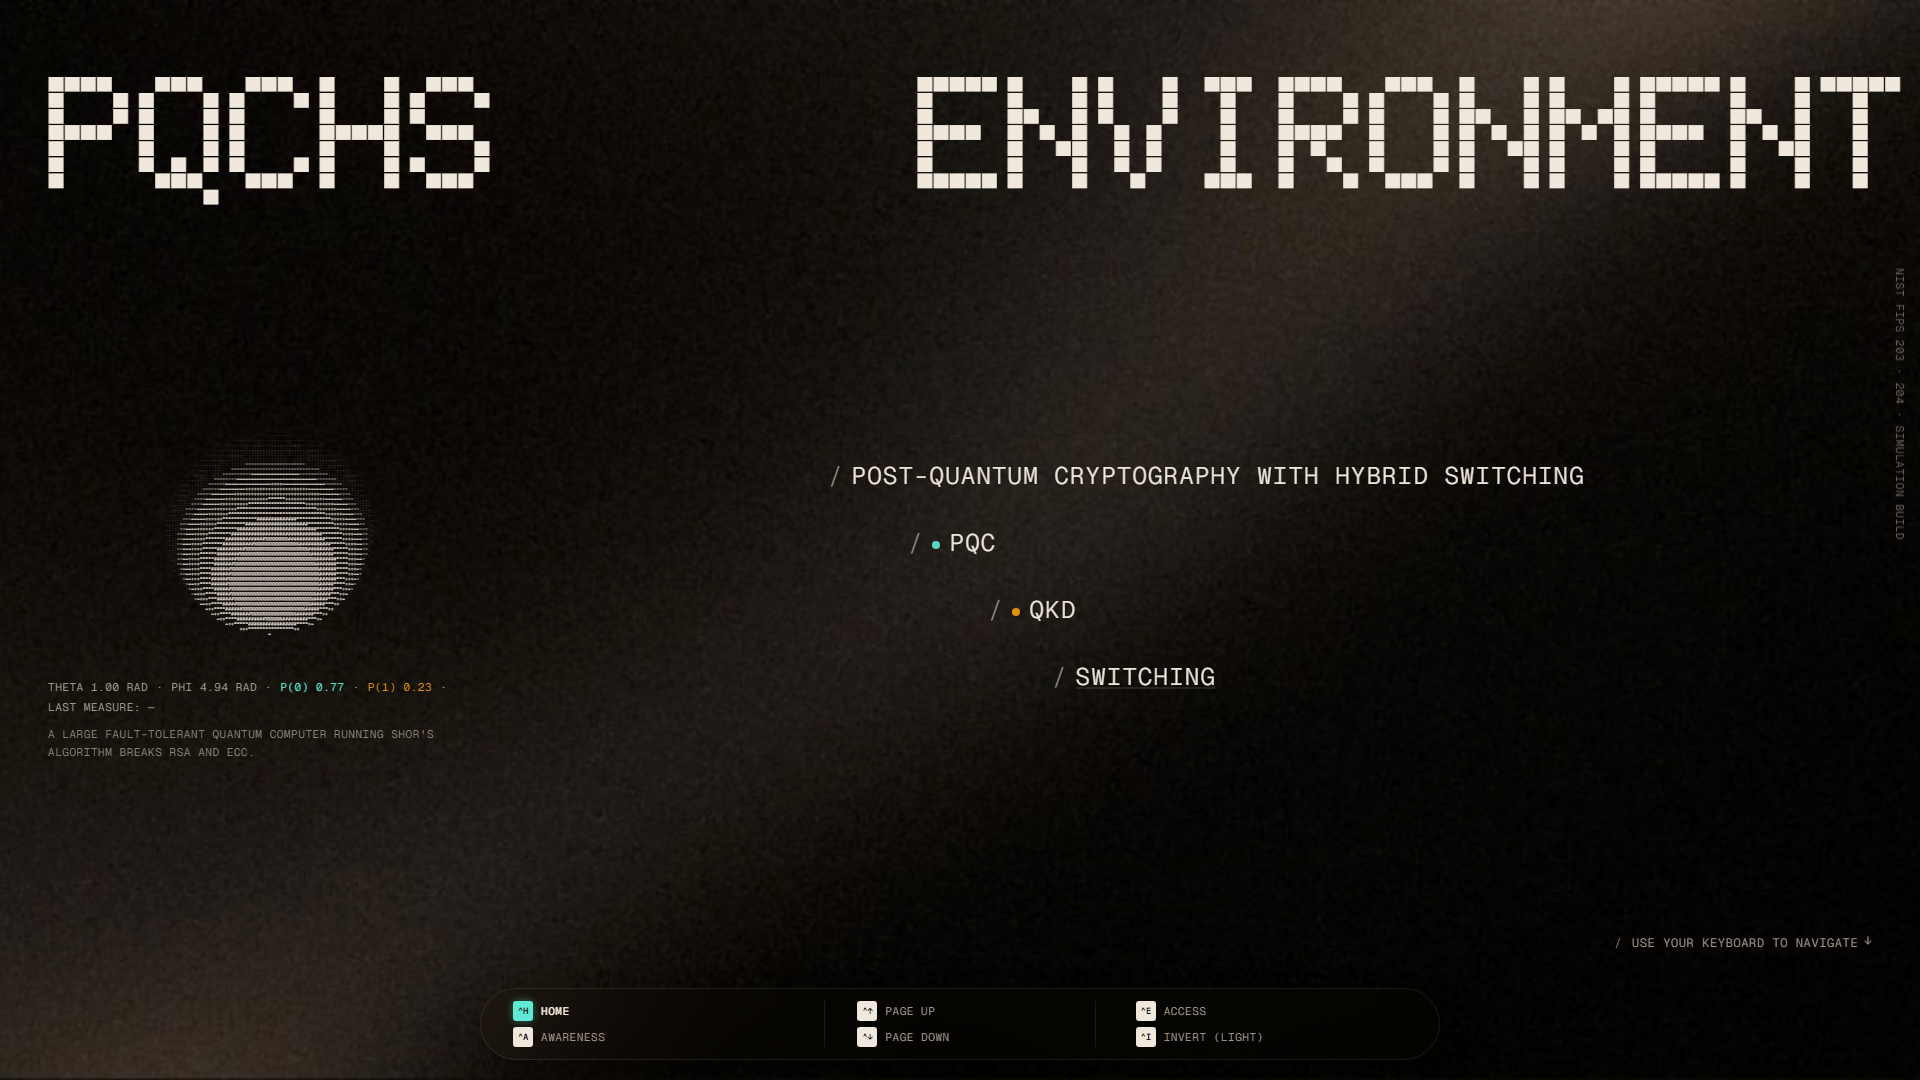 PQCHS ENVIRONMENT
NIST FIPS 203 · 204 · SIMULATION BUILD
/ POST-QUANTUM CRYPTOGRAPHY WITH HYBRID SWITCHING
/ • PQC
/ • QKD
/ SWITCHING
THETA 1.00 RAD · PHI 4.94 RAD · P(0) 0.77 · P(1) 0.23 ·
LAST MEASURE: —
A LARGE FAULT-TOLERANT QUANTUM COMPUTER RUNNING SHOR'S
ALGORITHM BREAKS RSA AND ECC.
/ USE YOUR KEYBOARD TO NAVIGATE ↓
^H HOME
^A AWARENESS
^↑ PAGE UP
^↓ PAGE DOWN
^E ACCESS
^I INVERT (LIGHT)